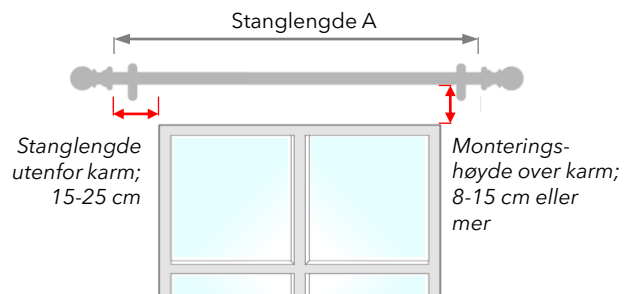 Stanglengde A
Stanglengde
utenfor karm;
15-25 cm
Monterings-
høyde over karm;
8-15 cm eller
mer